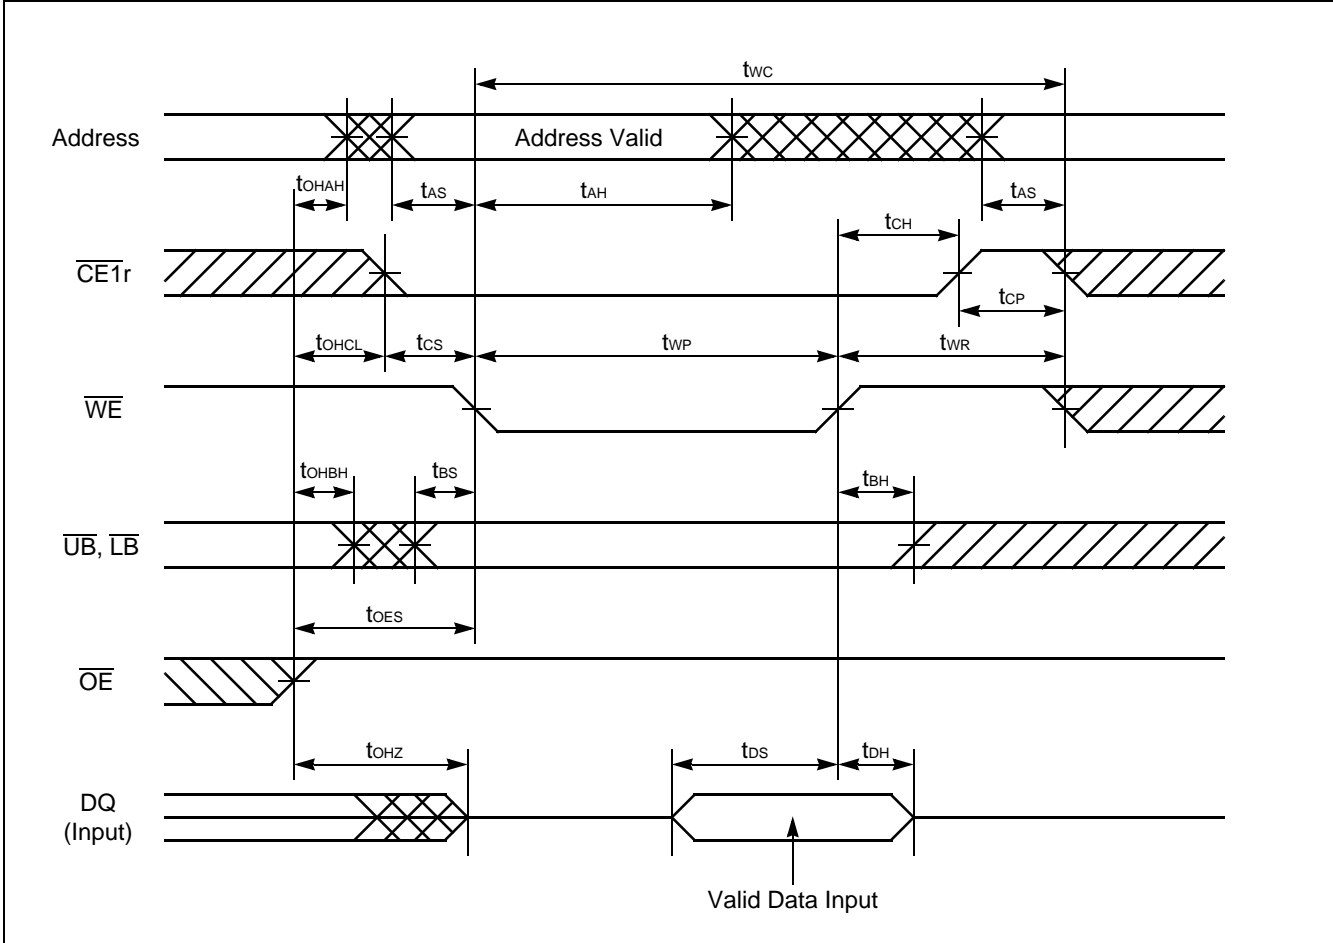 tWC
Address
Address Valid
tOHAH
tAS
tAH
tAS
tCH
CE1r
tCP
tOHCL
tCS
tWP
tWR
WE
tOHBH
tBS
tBH
UB, LB
tOES
OE
tOHZ
tDS
tDH
DQ
(Input)
Valid Data Input